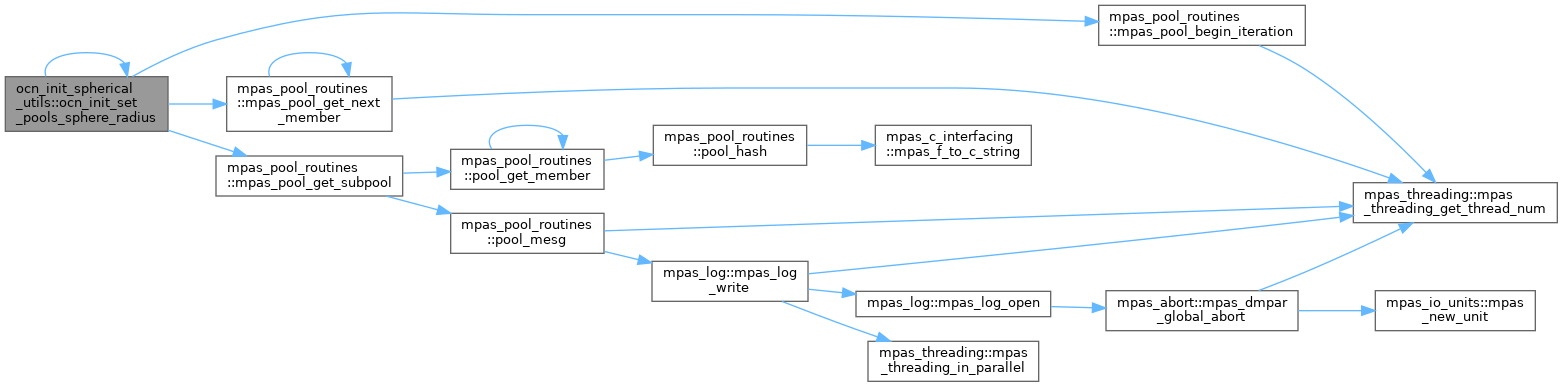 ocn_init_spherical
_utils::ocn_init_set
_pools_sphere_radius
mpas_pool_routines
::mpas_pool_get_next
_member
mpas_pool_routines
::mpas_pool_get_subpool
mpas_pool_routines
::pool_get_member
mpas_pool_routines
::pool_mesg
mpas_pool_routines
::pool_hash
mpas_log::mpas_log
_write
mpas_c_interfacing
::mpas_f_to_c_string
mpas_log::mpas_log_open
mpas_threading::mpas
_threading_in_parallel
mpas_pool_routines
::mpas_pool_begin_iteration
mpas_abort::mpas_dmpar
_global_abort
mpas_threading::mpas
_threading_get_thread_num
mpas_io_units::mpas
_new_unit